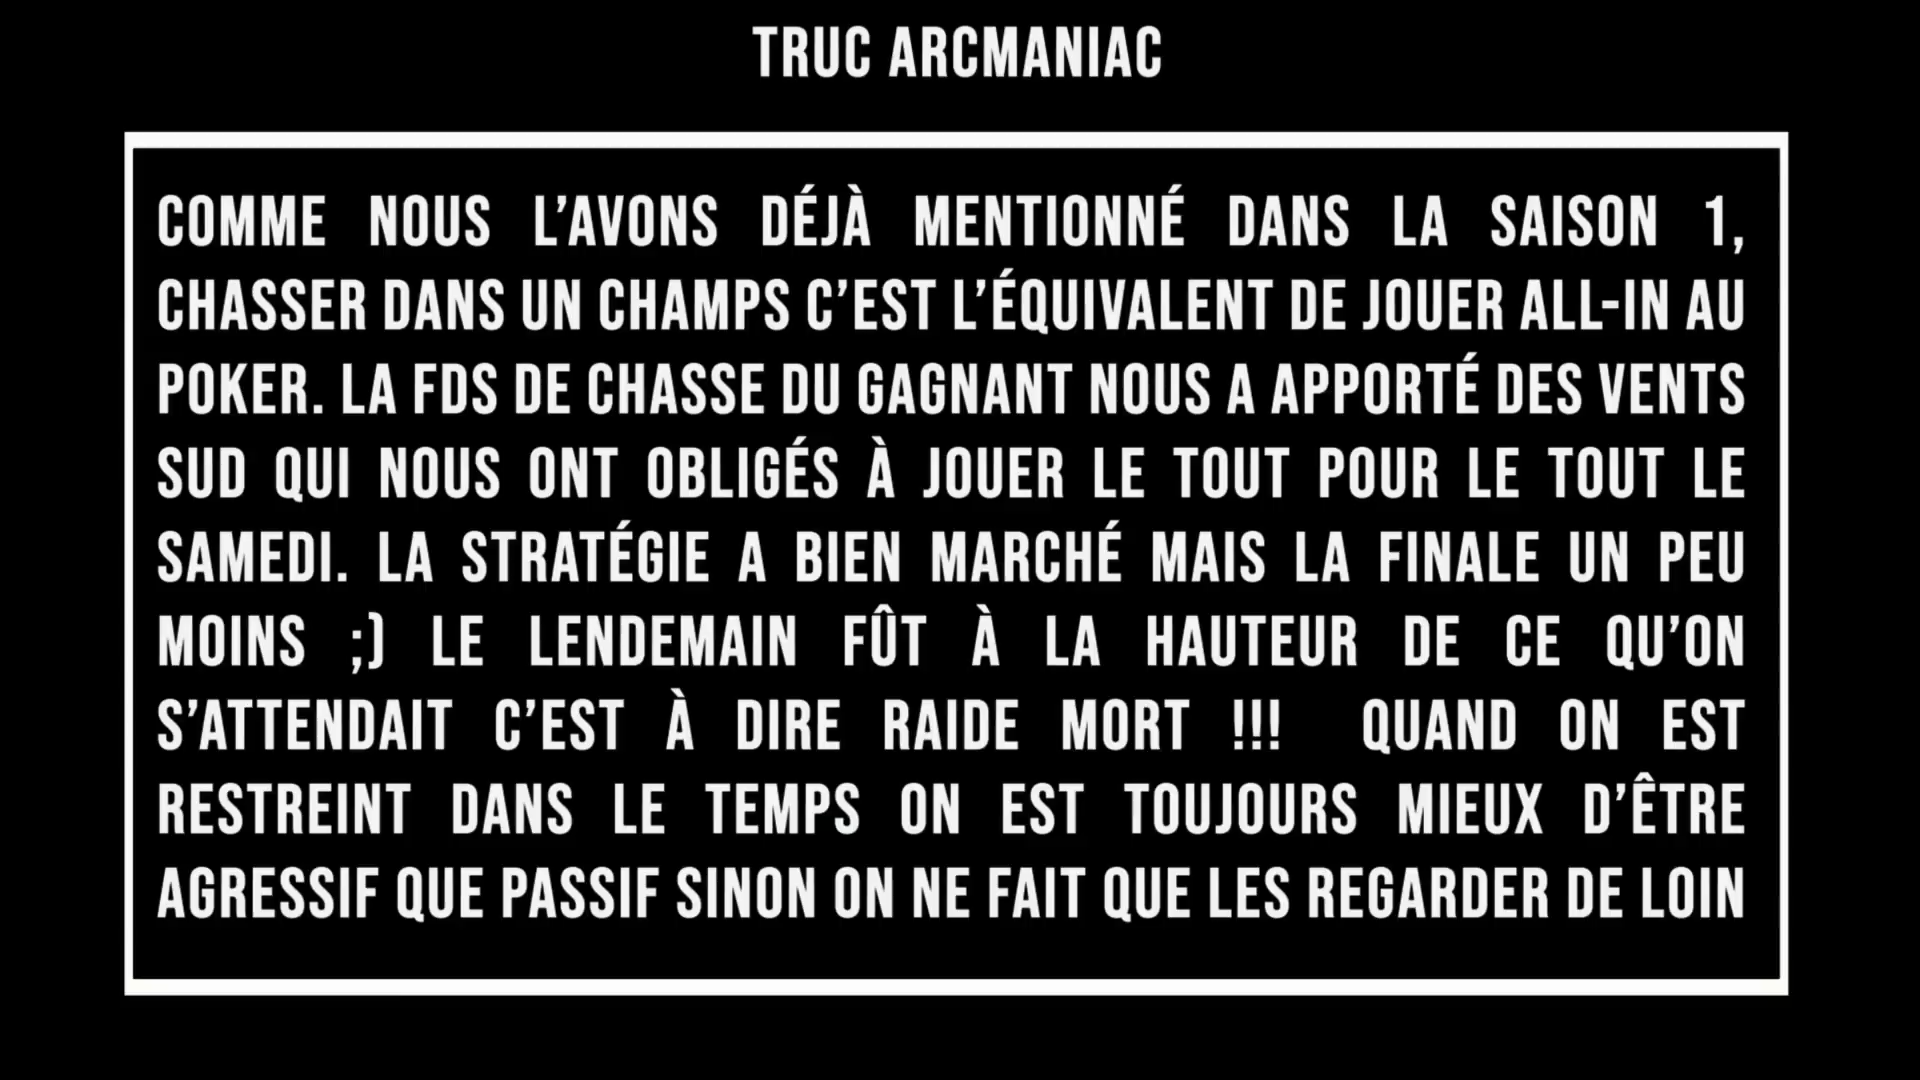 TRUC ARCMANIAC
COMME NOUS L'AVONS DÉJÀ MENTIONNÉ DANS LA SAISON 1,
CHASSER DANS UN CHAMPS C'EST L'ÉQUIVALENT DE JOUER ALL-IN AU
POKER. LA FDS DE CHASSE DU GAGNANT NOUS A APPORTÉ DES VENTS
SUD QUI NOUS ONT OBLIGÉS À JOUER LE TOUT POUR LE TOUT LE
SAMEDI. LA STRATÉGIE A BIEN MARCHÉ MAIS LA FINALE UN PEU
MOINS ;) LE LENDEMAIN FÛT À LA HAUTEUR DE CE QU'ON
S'ATTENDAIT C'EST À DIRE RAIDE MORT !!! QUAND ON EST
RESTREINT DANS LE TEMPS ON EST TOUJOURS MIEUX D'ÊTRE
AGRESSIF QUE PASSIF SINON ON NE FAIT QUE LES REGARDER DE LOIN